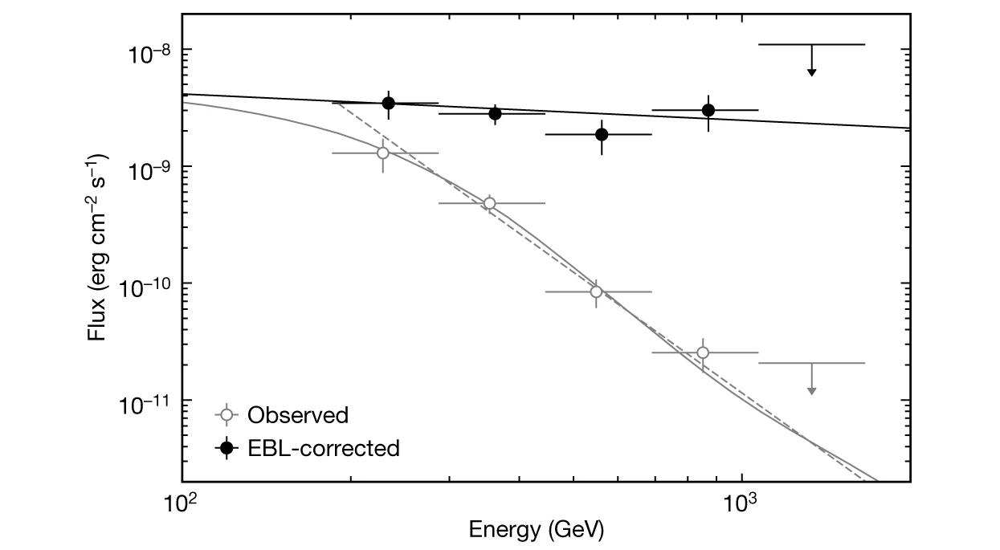 10⁻⁸
10⁻⁹
10⁻¹⁰
10⁻¹¹
Flux (erg cm⁻² s⁻¹)
Observed
EBL-corrected
10² 10³
Energy (GeV)